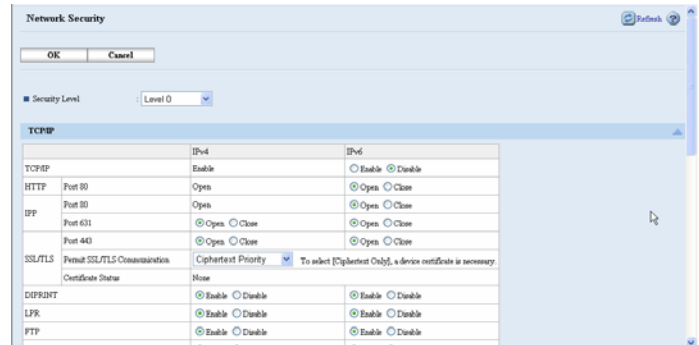 Network Security
Refresh ?
OK Cancel
Security Level : Level 0
TCP/IP
IPv4 IPv6
TCP/IP Enable Enable Disable
HTTP Port 80 Open Open Close
IPP Port 80 Open Open Close
Port 631 Open Close Open Close
SSL/TLS Port 443 Open Close Open Close
Permit SSL/TLS Communication Ciphertext Priority To select [Ciphertext Only], a device certificate is necessary.
Certificate Status None
DIPRINT Enable Disable Enable Disable
LPR Enable Disable Enable Disable
FTP Enable Disable Enable Disable